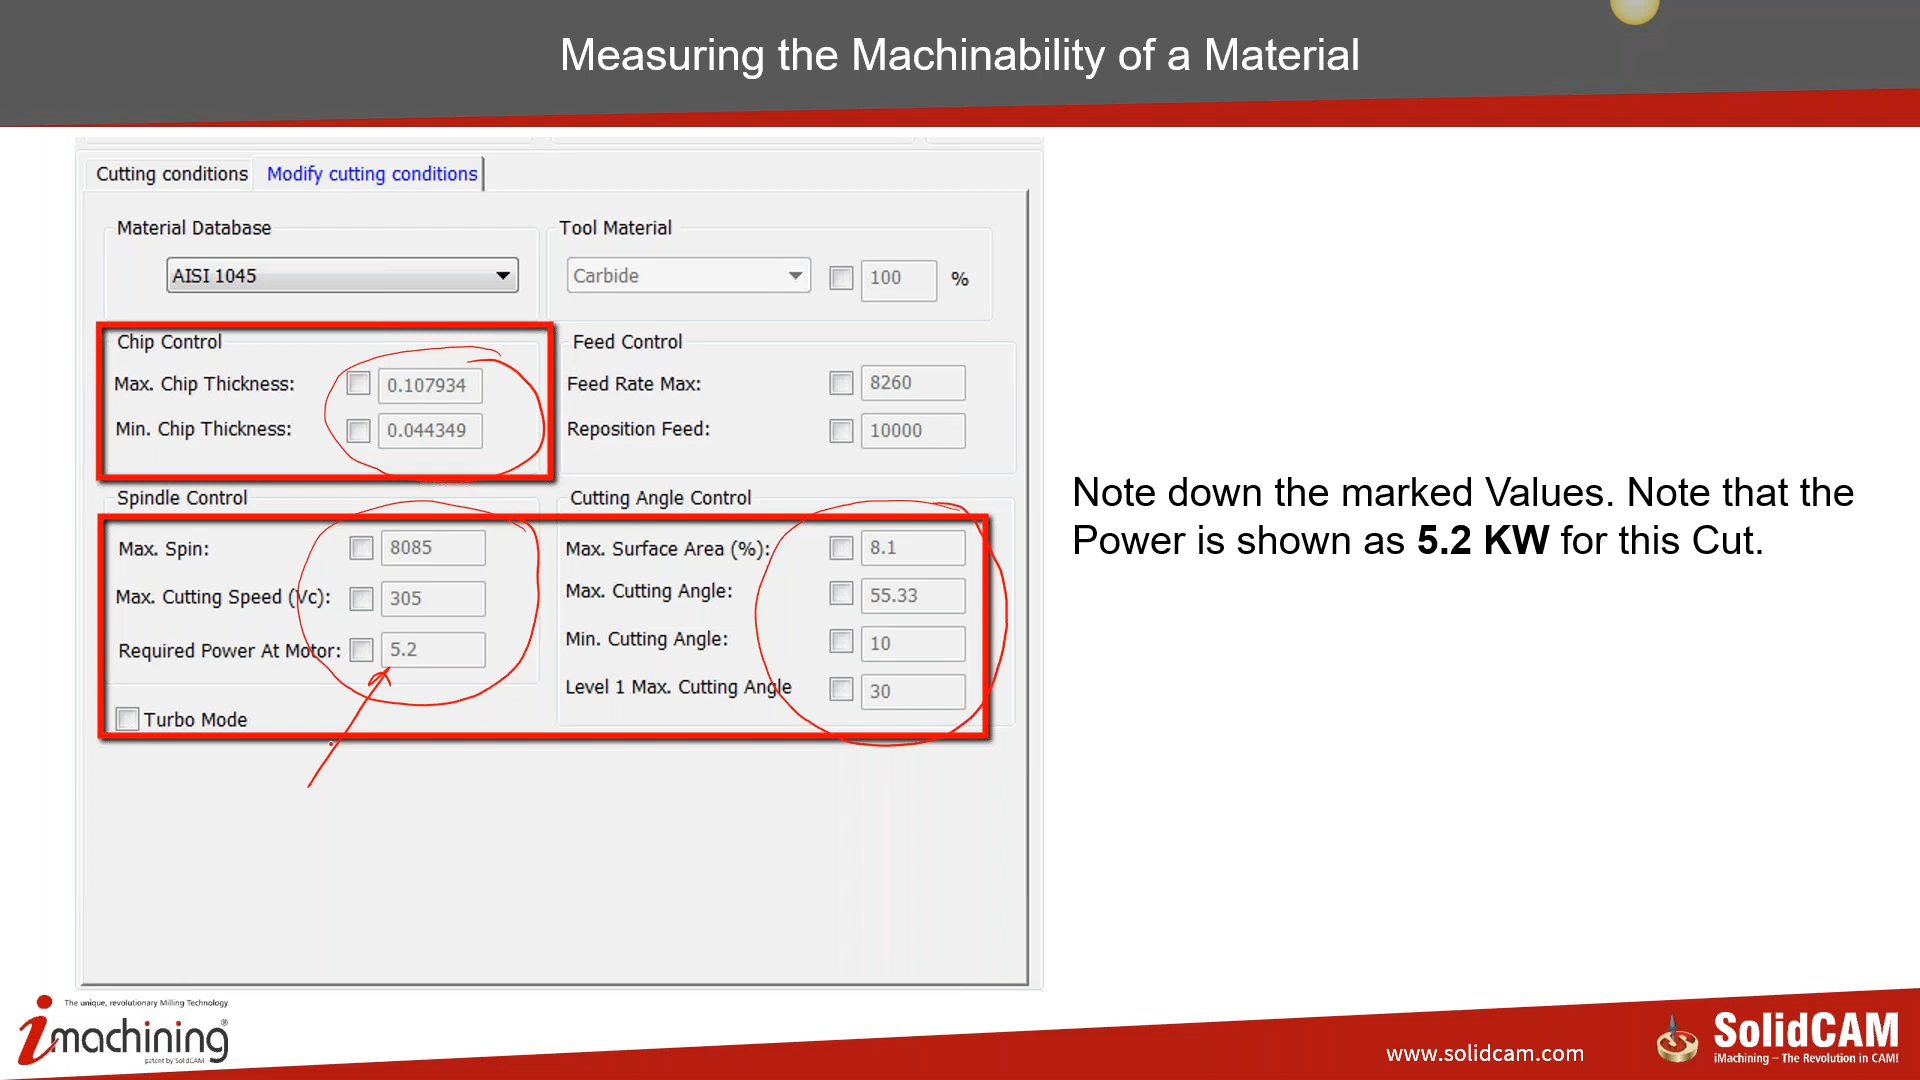 Measuring the Machinability of a Material
Cutting conditions Modify cutting conditions
Material Database
AISI 1045
Tool Material
Carbide 100 %
Chip Control
Max. Chip Thickness: 0.107934
Min. Chip Thickness: 0.044349
Feed Control
Feed Rate Max: 8260
Reposition Feed: 10000
Spindle Control
Max. Spin: 8085
Max. Cutting Speed (Vc): 305
Required Power At Motor: 5.2
Turbo Mode
Cutting Angle Control
Max. Surface Area (%): 8.1
Max. Cutting Angle: 55.33
Min. Cutting Angle: 10
Level 1 Max. Cutting Angle 30
Note down the marked Values. Note that the
Power is shown as 5.2 KW for this Cut.
The unique, revolutionary Milling Technology
imachining®
patent by SolidCAM
www.solidcam.com
SolidCAM
iMachining – The Revolution in CAM!